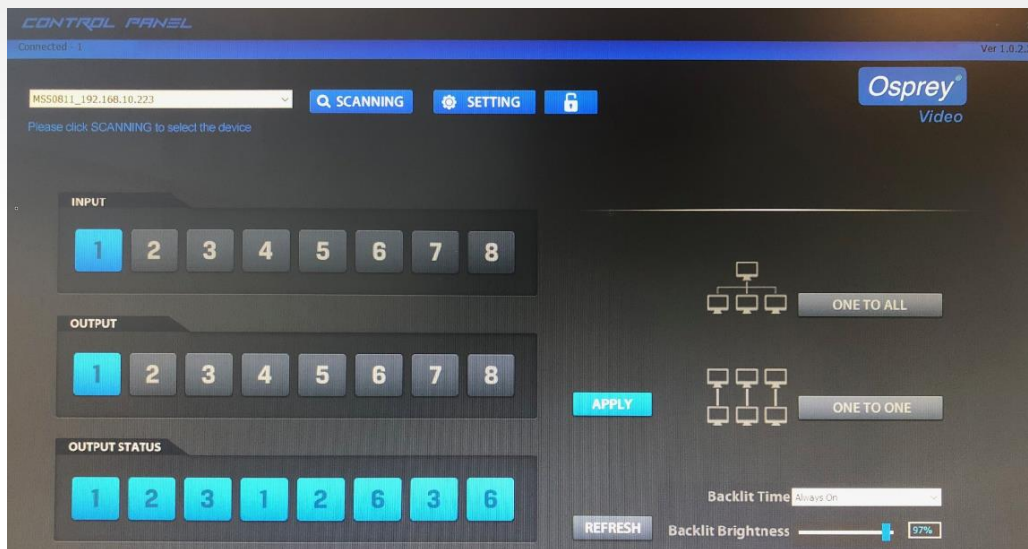 CONTROL PANEL
Connected - 1
Ver 1.0.2.
MSS0811_192.168.10.223
SCANNING
SETTING
Osprey®
Video
Please click SCANNING to select the device
INPUT
1 2 3 4 5 6 7 8
ONE TO ALL
OUTPUT
1 2 3 4 5 6 7 8
APPLY
ONE TO ONE
OUTPUT STATUS
1 2 3 1 2 6 3 6
Backlit Time Always On
REFRESH
Backlit Brightness 97%